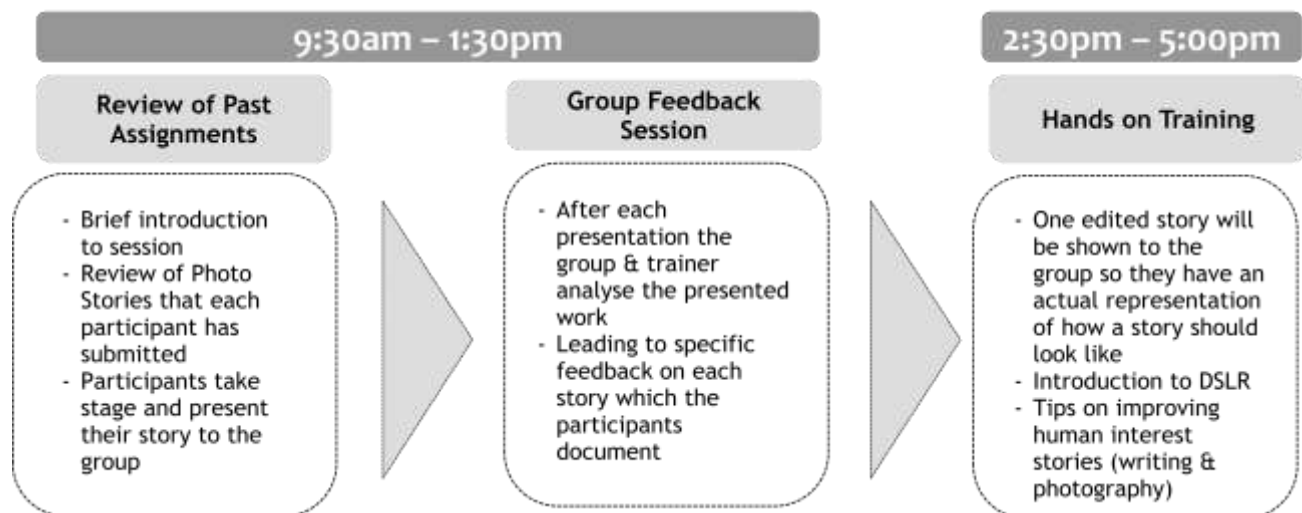 9:30am – 1:30pm
2:30pm – 5:00pm
Review of Past
Assignments
- Brief introduction
to session
- Review of Photo
Stories that each
participant has
submitted
- Participants take
stage and present
their story to the
group
Group Feedback
Session
- After each
presentation the
group & trainer
analyse the presented
work
- Leading to specific
feedback on each
story which the
participants
document
Hands on Training
- One edited story will
be shown to the
group so they have an
actual representation
of how a story should
look like
- Introduction to DSLR
- Tips on improving
human interest
stories (writing &
photography)